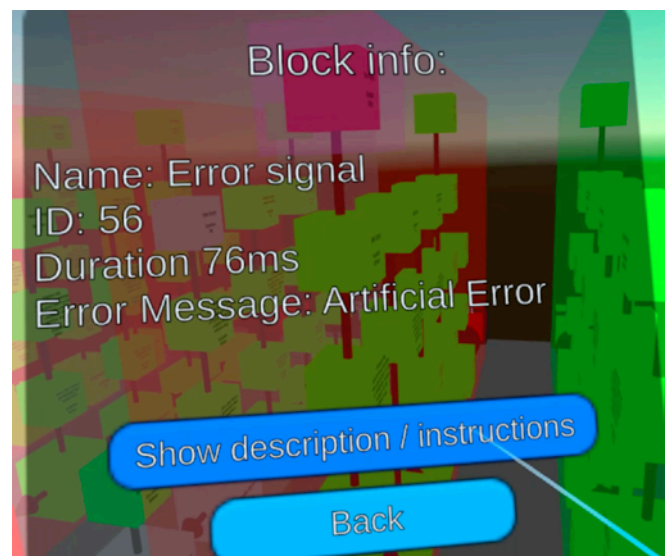 Block info:
Name: Error signal
ID: 56
Duration 76ms
Error Message: Artificial Error
Show description / instructions
Back